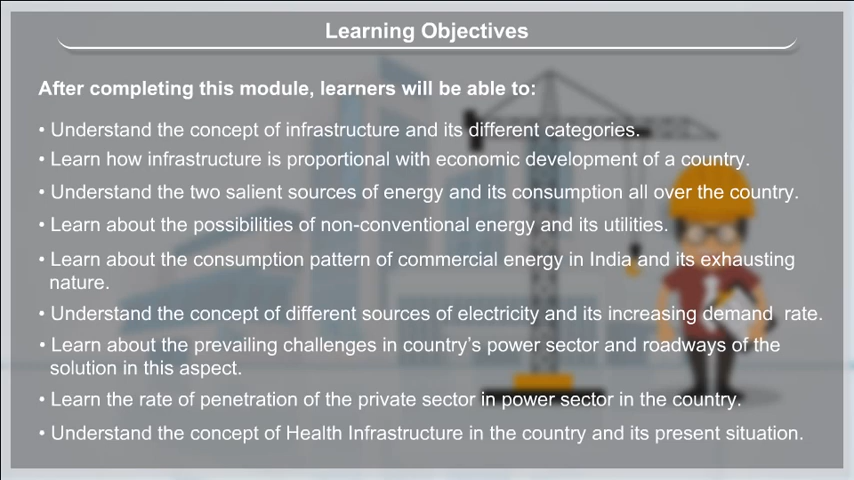 Learning Objectives
After completing this module, learners will be able to:
• Understand the concept of infrastructure and its different categories.
• Learn how infrastructure is proportional with economic development of a country.
• Understand the two salient sources of energy and its consumption all over the country.
• Learn about the possibilities of non-conventional energy and its utilities.
• Learn about the consumption pattern of commercial energy in India and its exhausting
nature.
• Understand the concept of different sources of electricity and its increasing demand  rate.
• Learn about the prevailing challenges in country’s power sector and roadways of the
solution in this aspect.
• Learn the rate of penetration of the private sector in power sector in the country.
• Understand the concept of Health Infrastructure in the country and its present situation.